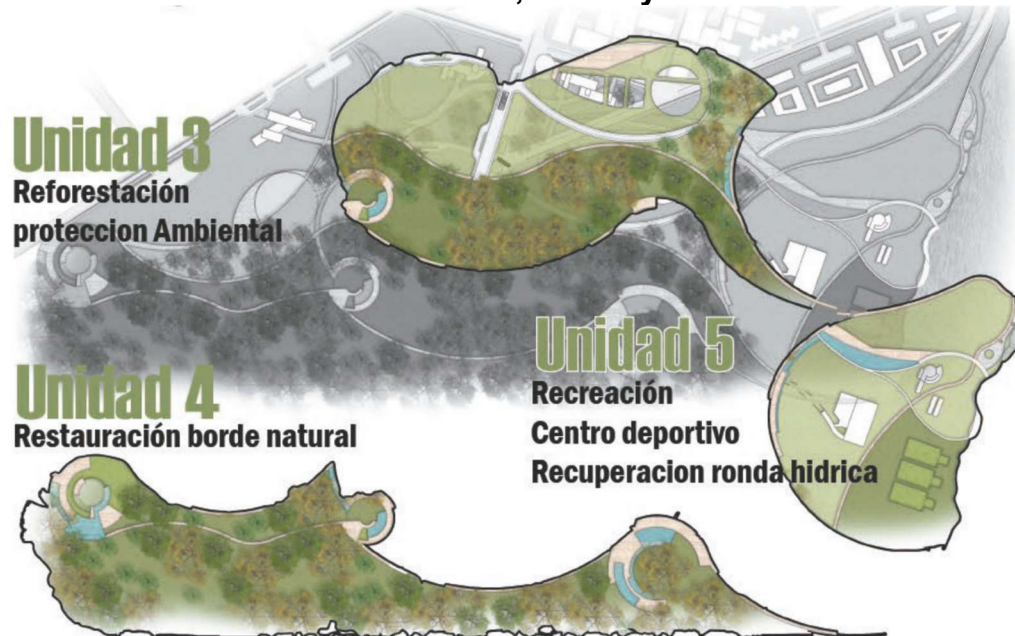 Unidad 3
Reforestación
proteccion Ambiental
Unidad 4
Restauración borde natural
Unidad 5
Recreación
Centro deportivo
Recuperacion ronda hidrica